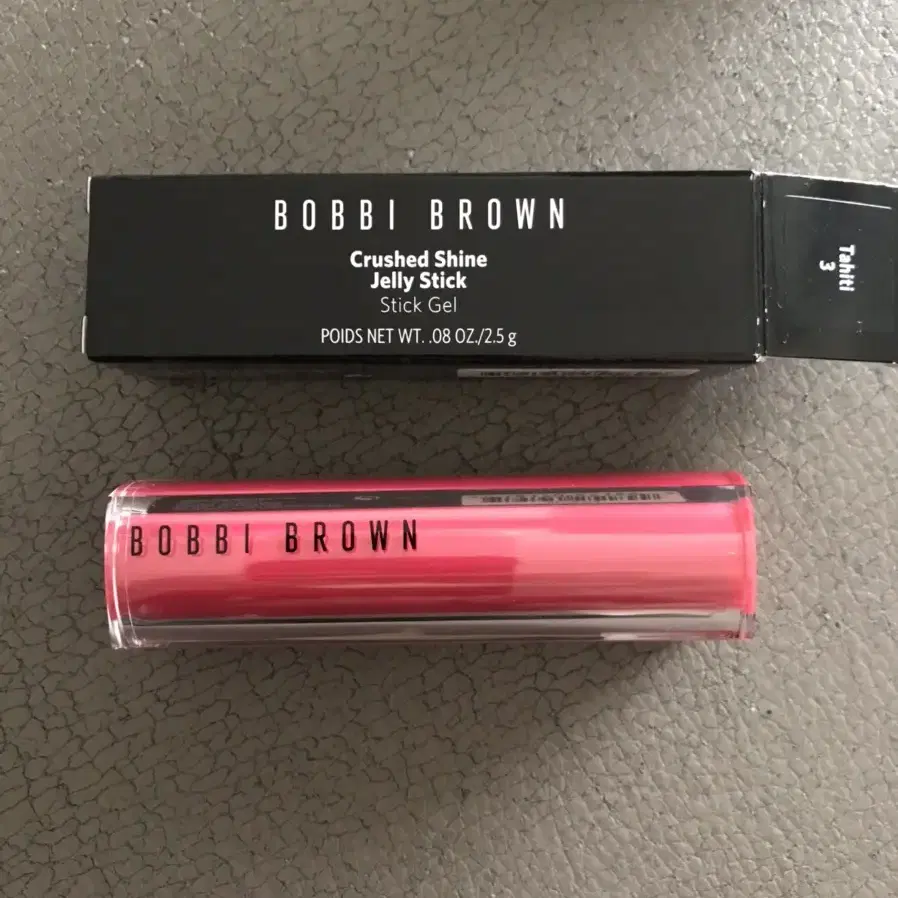 BOBBI BROWN
Crushed Shine
Jelly Stick
Stick Gel
POIDS NET WT. .08 OZ./2.5 g
Tahiti
3
BOBBI BROWN